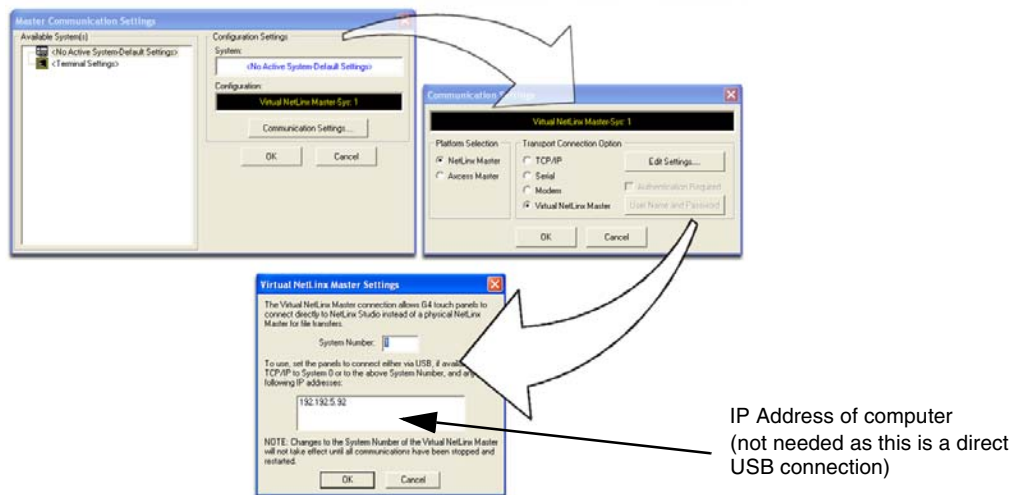 Master Communication Settings
Available System(s)
<No Active System-Default Settings>
<Terminal Settings>
Configuration Settings
System:
<No Active System-Default Settings>
Configuration:
Virtual NetLinx Master-Sys: 1
Communication Settings....
OK
Cancel
Communication
Virtual NetLinx Master-Sys: 1
Platform Selection
NetLinx Master
Axcess Master
Transport Connection Option
TCP/IP
Serial
Modem
Virtual NetLinx Master
Edit Settings....
Authentication Required
User Name and Password
OK
Cancel
Virtual NetLinx Master Settings
The Virtual NetLinx Master connection allows G4 touch panels to
connect directly to NetLinx Studio instead of a physical NetLinx
Master for file transfers.
System Number:
1
To use, set the panels to connect either via USB, if
TCP/IP to System 0 or to the above System Number, and
following IP addresses:
192.192.5.92
NOTE: Changes to the System Number of the Virtual NetLinx Master
will not take effect until all communications have been stopped and
restarted.
OK
Cancel
IP Address of computer
(not needed as this is a direct
USB connection)